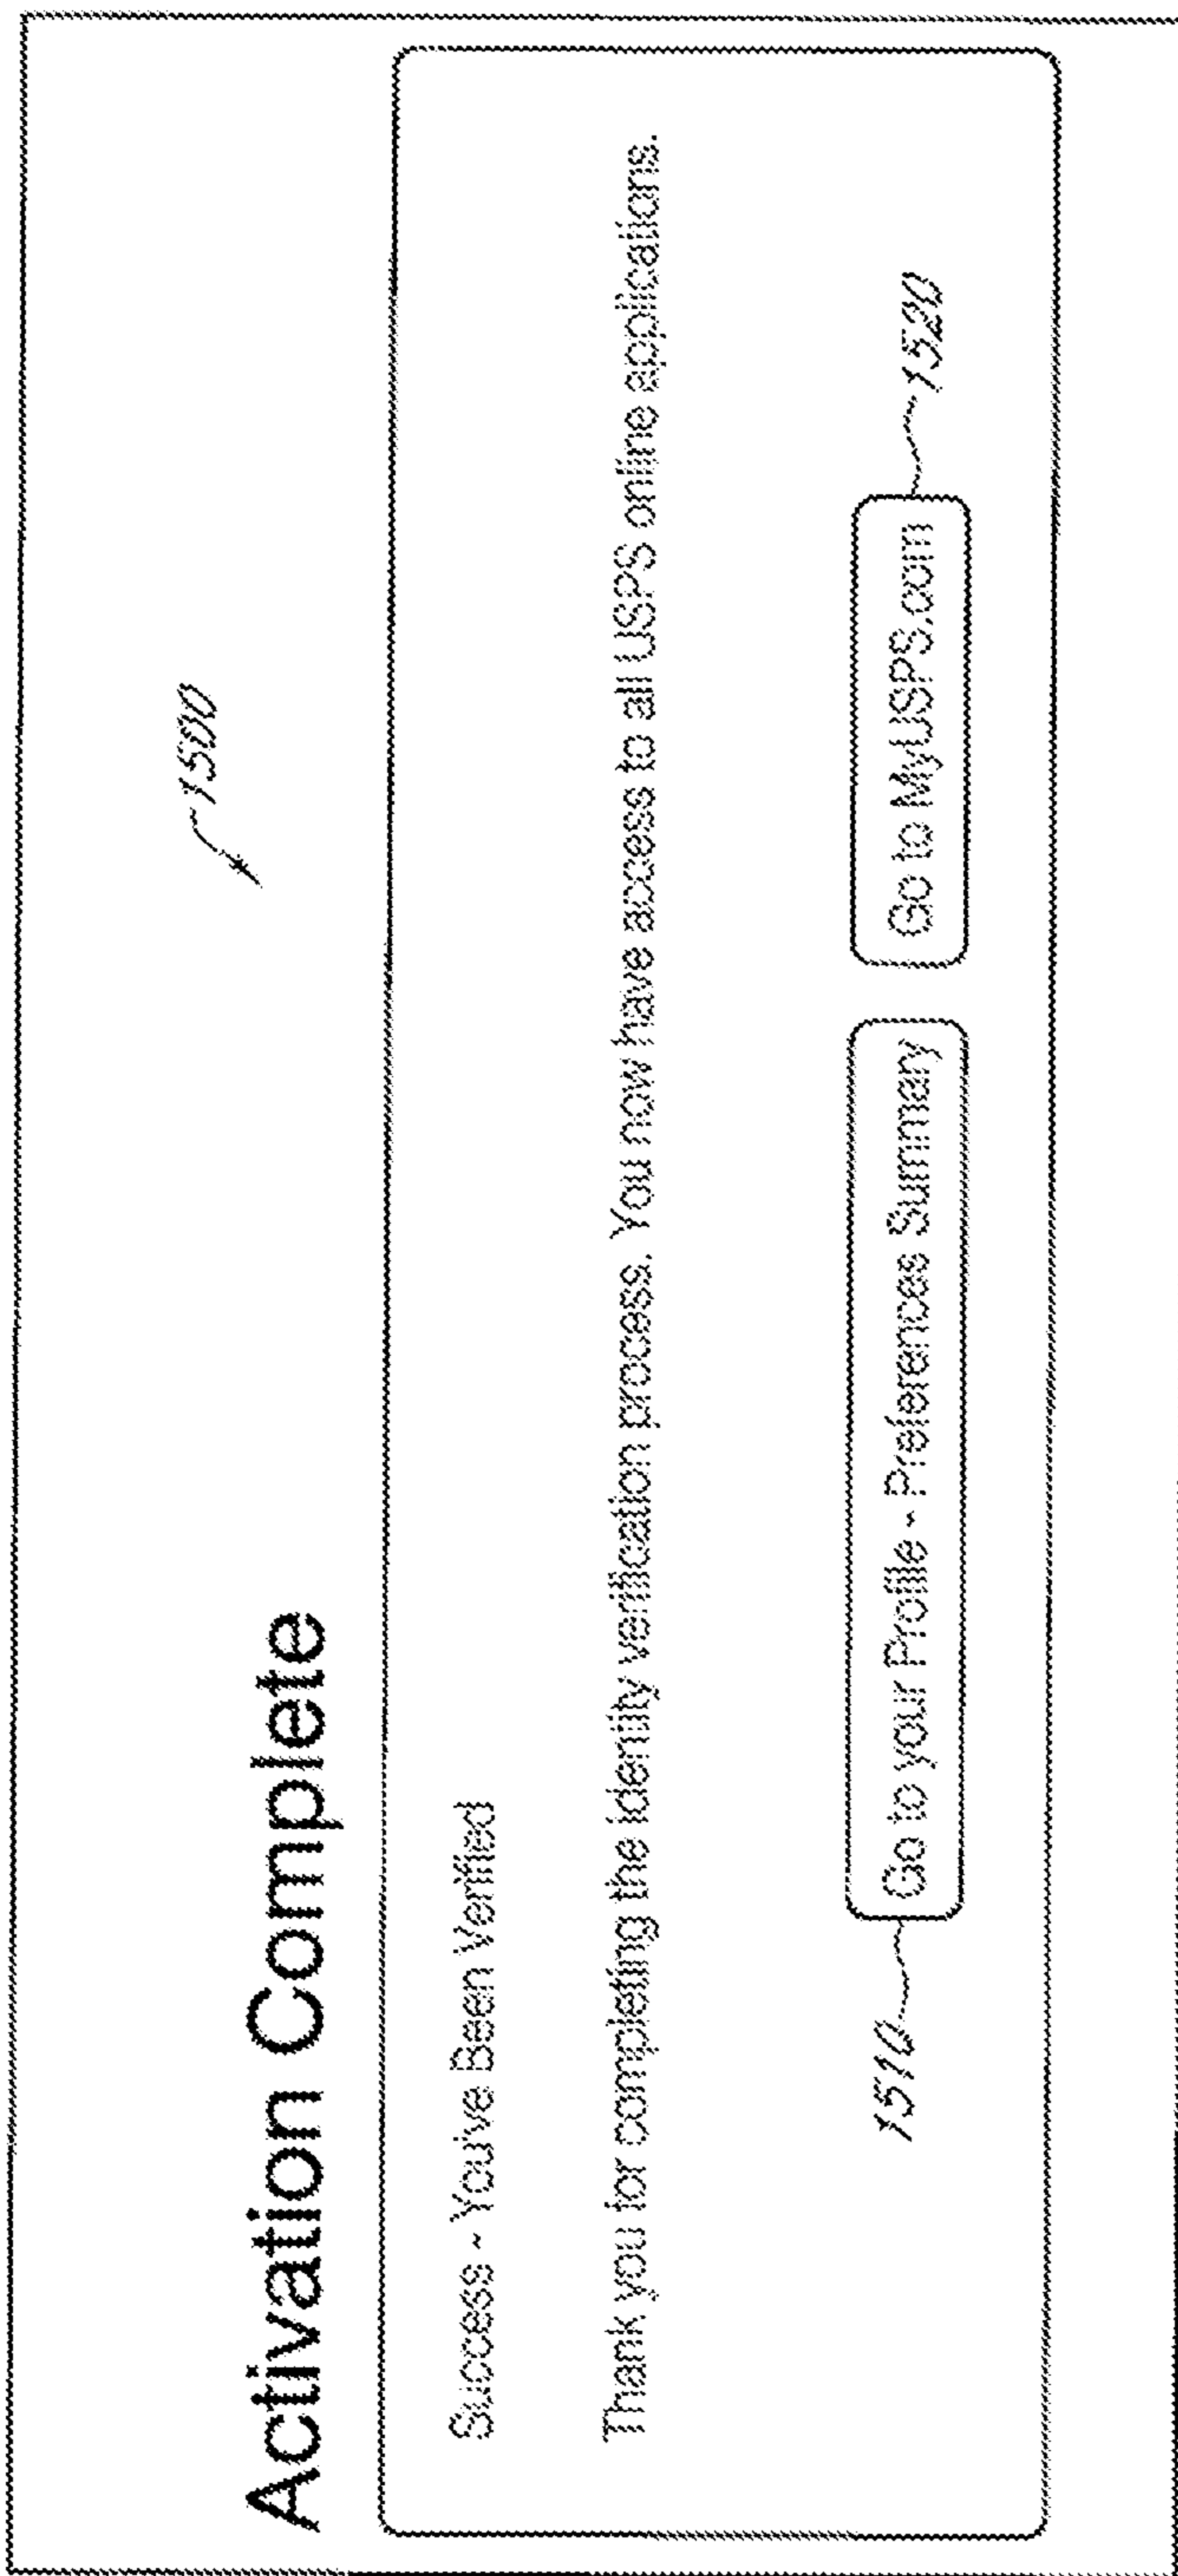 1500
Activation Complete
Success - You've Been Verified
Thank you for completing the identity verification process. You now have access to all USPS online applications.
1510 Go to your Profile - Preferences Summary Go to MyUSPS.com 1520